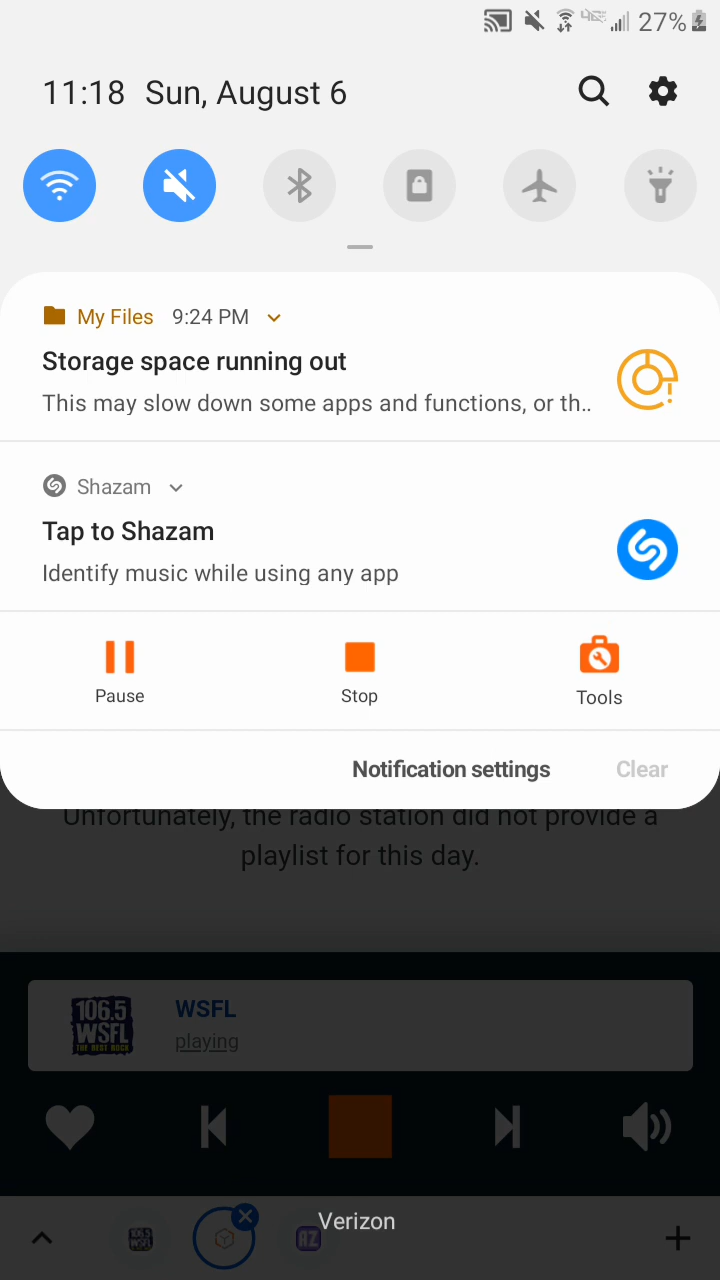 27%
11:18 Sun, August 6
My Files 9:24 PM
Storage space running out
This may slow down some apps and functions, or th..
Shazam
Tap to Shazam
Identify music while using any app
Pause Stop Tools
Notification settings Clear
Unfortunately, the radio station did not provide a
playlist for this day.
106.5
WSFL
WSFL
playing
Verizon